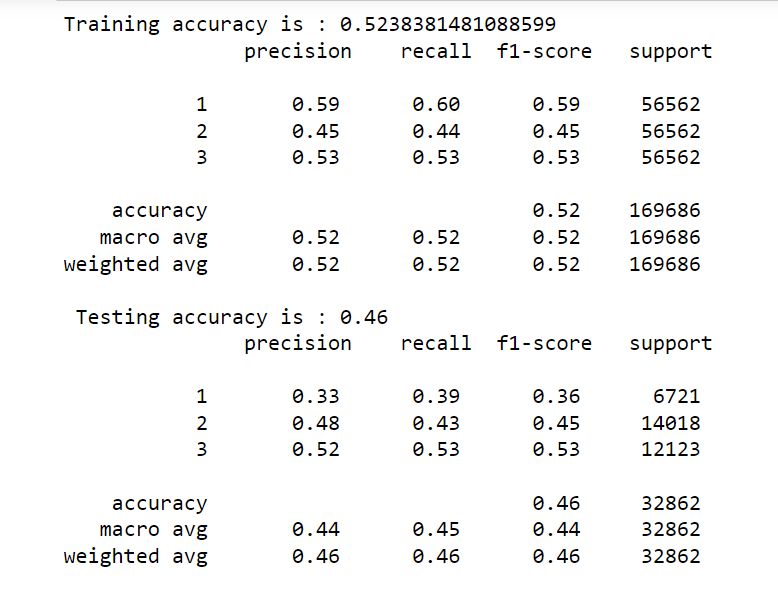 Training accuracy is : 0.5238381481088599
precision recall f1-score support
1 0.59 0.60 0.59 56562
2 0.45 0.44 0.45 56562
3 0.53 0.53 0.53 56562
accuracy 0.52 169686
macro avg 0.52 0.52 0.52 169686
weighted avg 0.52 0.52 0.52 169686
Testing accuracy is : 0.46
precision recall f1-score support
1 0.33 0.39 0.36 6721
2 0.48 0.43 0.45 14018
3 0.52 0.53 0.53 12123
accuracy 0.46 32862
macro avg 0.44 0.45 0.44 32862
weighted avg 0.46 0.46 0.46 32862